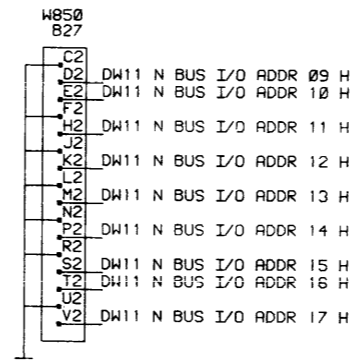 W850
B27
C2
D2 DW11 N BUS I/O ADDR 09 H
E2 DW11 N BUS I/O ADDR 10 H
F2
H2 DW11 N BUS I/O ADDR 11 H
J2
K2 DW11 N BUS I/O ADDR 12 H
L2
M2 DW11 N BUS I/O ADDR 13 H
N2
P2 DW11 N BUS I/O ADDR 14 H
R2
S2 DW11 N BUS I/O ADDR 15 H
T2 DW11 N BUS I/O ADDR 16 H
U2
V2 DW11 N BUS I/O ADDR 17 H